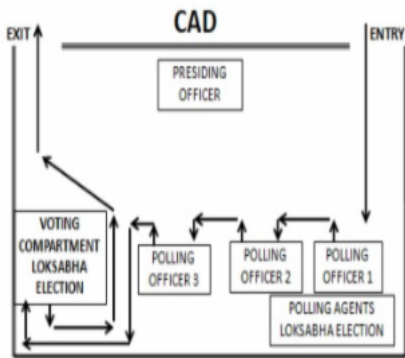 CAD
EXIT
ENTRY
PRESIDING
OFFICER
VOTING
COMPARTMENT
LOKSABHA
ELECTION
POLLING
OFFICER 3
POLLING
OFFICER 2
POLLING
OFFICER 1
POLLING AGENTS
LOKSABHA ELECTION